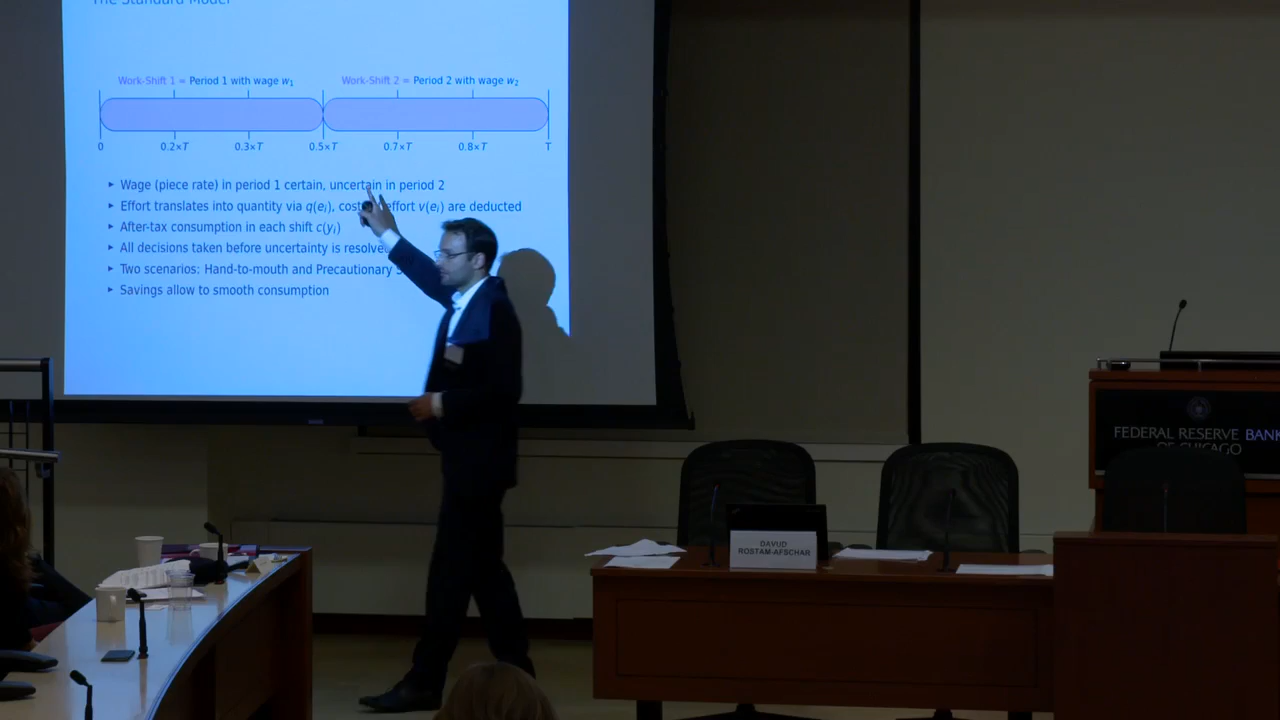 The Standard Model
Work-Shift 1 = Period 1 with wage w₁
Work-Shift 2 = Period 2 with wage w₂
0 0.2×T 0.3×T 0.5×T 0.7×T 0.8×T T
▸ Wage (piece rate) in period 1 certain, uncertain in period 2
▸ Effort translates into quantity via q(eᵢ), cost effort v(eᵢ) are deducted
▸ After-tax consumption in each shift c(yᵢ)
▸ All decisions taken before uncertainty is resolve
▸ Two scenarios: Hand-to-mouth and Precautionary
▸ Savings allow to smooth consumption
FEDERAL RESERVE BANK
OF CHICAGO
DAVUD
ROSTAM-AFSCHAR